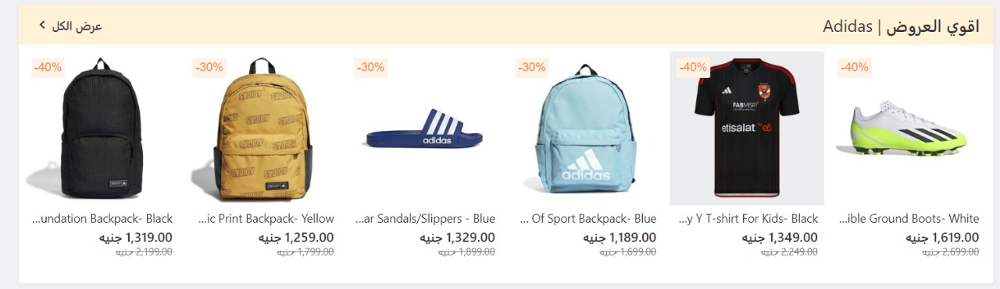 اقوي العروض | Adidas
عرض الكل
-40%
FABMISR
etisalat by e&
-30%
adidas
-30%
adidas
-30%
-40%
-40%
...ible Ground Boots- White
1,619.00 جنيه
2,699.00 جنيه
...y Y T-shirt For Kids- Black
1,349.00 جنيه
2,249.00 جنيه
... Of Sport Backpack- Blue
1,189.00 جنيه
1,699.00 جنيه
...ar Sandals/Slippers - Blue
1,329.00 جنيه
1,899.00 جنيه
...ic Print Backpack- Yellow
1,259.00 جنيه
1,799.00 جنيه
...undation Backpack- Black
1,319.00 جنيه
2,199.00 جنيه